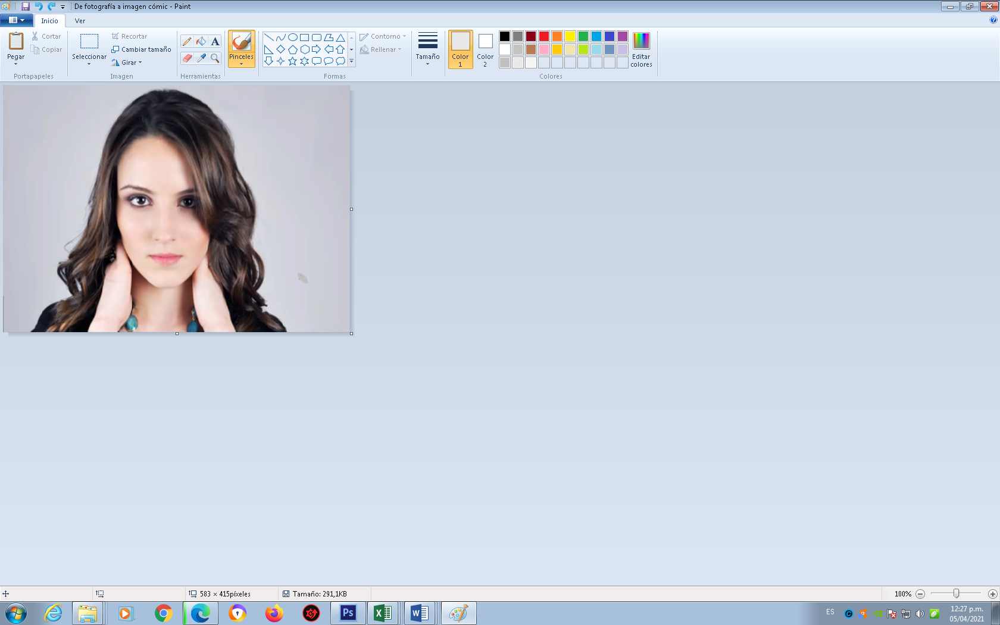 De fotografía a imagen cómic - Paint
Inicio Ver
Pegar
Cortar
Copiar
Portapapeles
Seleccionar
Recortar
Cambiar tamaño
Girar
Imagen
A
Herramientas
Pinceles
Contorno
Rellenar
Formas
Tamaño
Color
1
Color
2
Editar
colores
Colores
583 × 415píxeles
Tamaño: 291,1KB
100%
Ps
ES
12:27 p.m.
05/04/2021